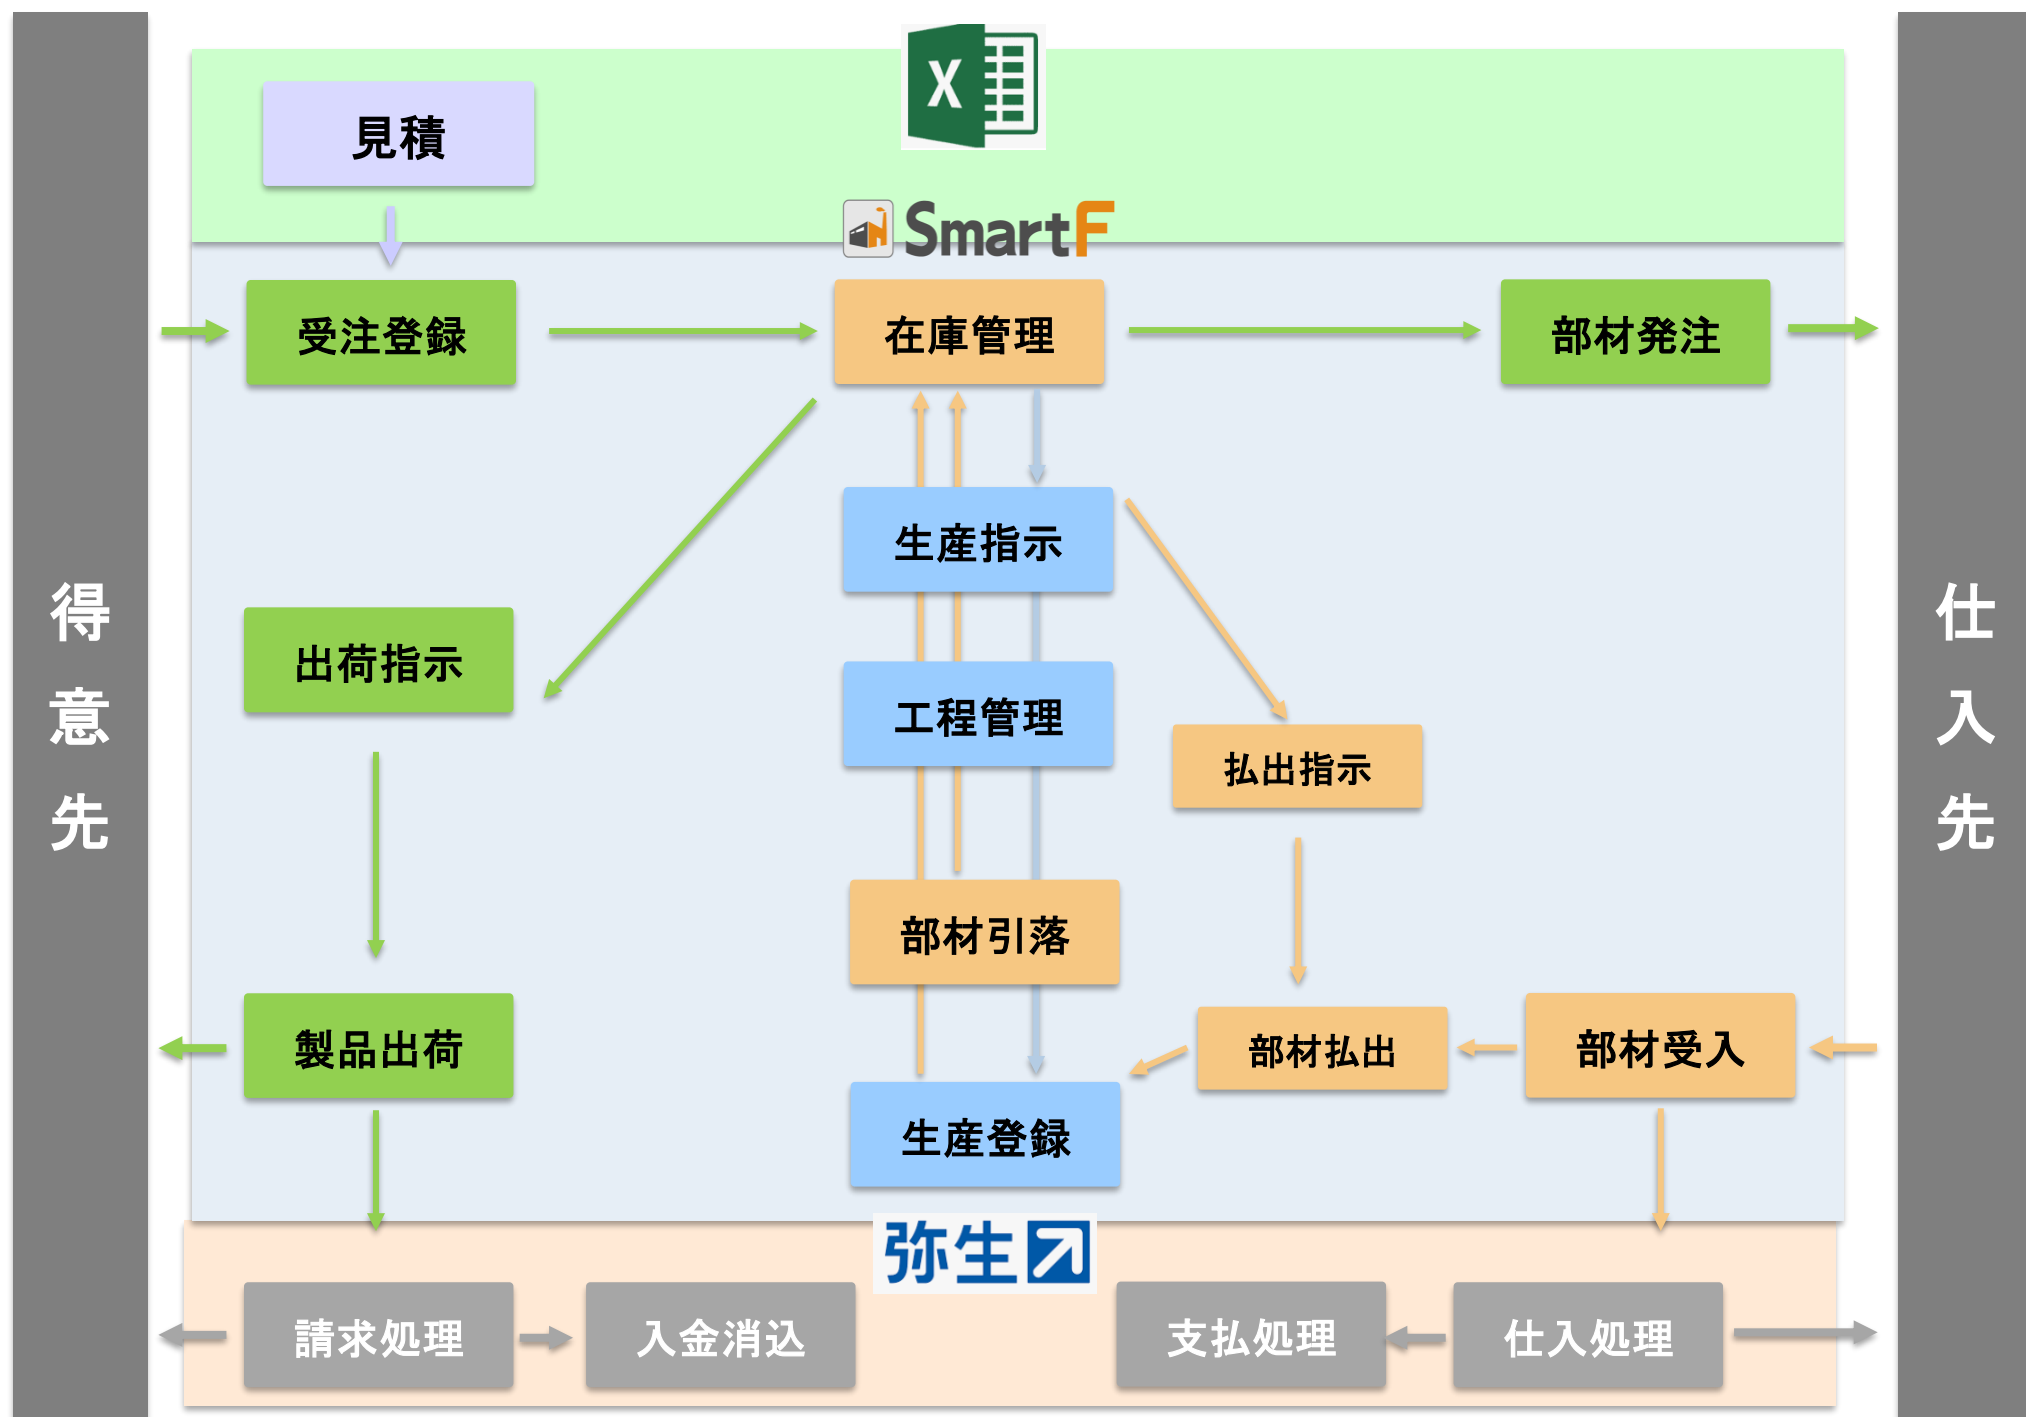 見積
X
SmartF
受注登録
在庫管理
部材発注
生産指示
出荷指示
工程管理
払出指示
得意先
仕入先
部材引落
製品出荷
部材払出
部材受入
生産登録
弥生
請求処理
入金消込
支払処理
仕入処理